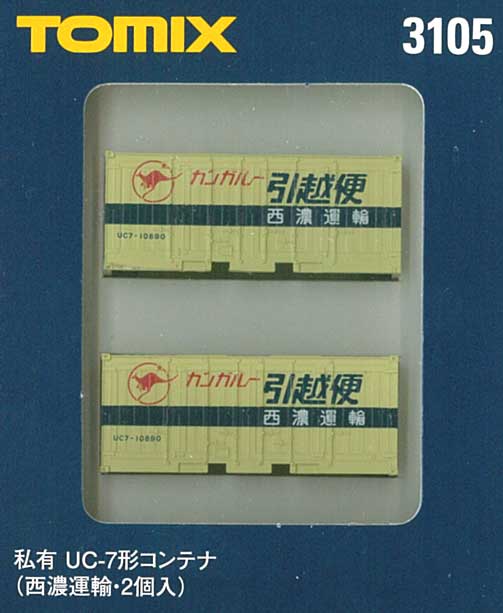 TOMIX 3105
カンガルー 引越便
西濃運輸
UC7-10890
カンガルー 引越便
西濃運輸
UC7-10890
私有 UC-7形コンテナ
(西濃運輸・2個入)